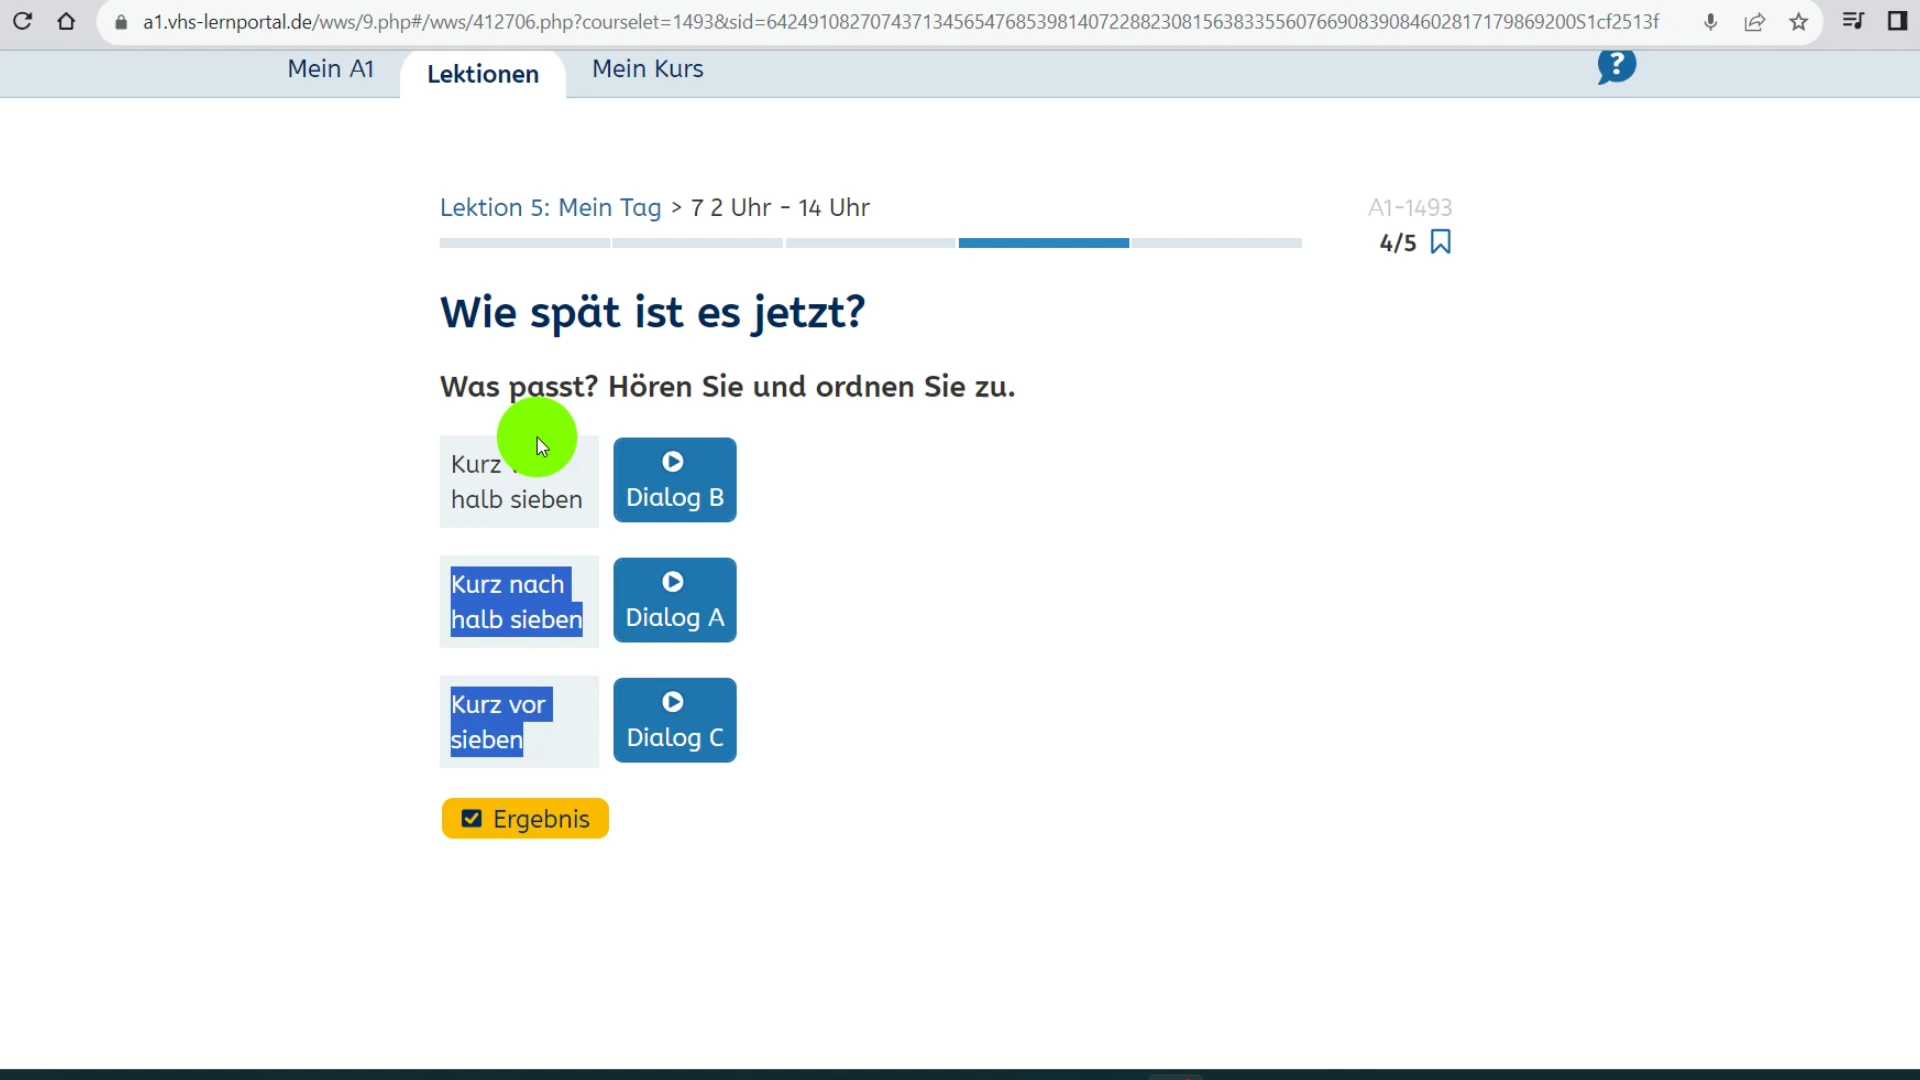 a1.vhs-lernportal.de/wws/9.php#/wws/412706.php?courselet=1493&sid=64249108270743713456547685398140722882308156383355607669083908460281717986920​0S1cf2513f
Mein A1
Lektionen
Mein Kurs
?
Lektion 5: Mein Tag > 7 2 Uhr - 14 Uhr
A1-1493
4/5
Wie spät ist es jetzt?
Was passt? Hören Sie und ordnen Sie zu.
Kurz
halb sieben
Dialog B
Kurz nach
halb sieben
Dialog A
Kurz vor
sieben
Dialog C
Ergebnis